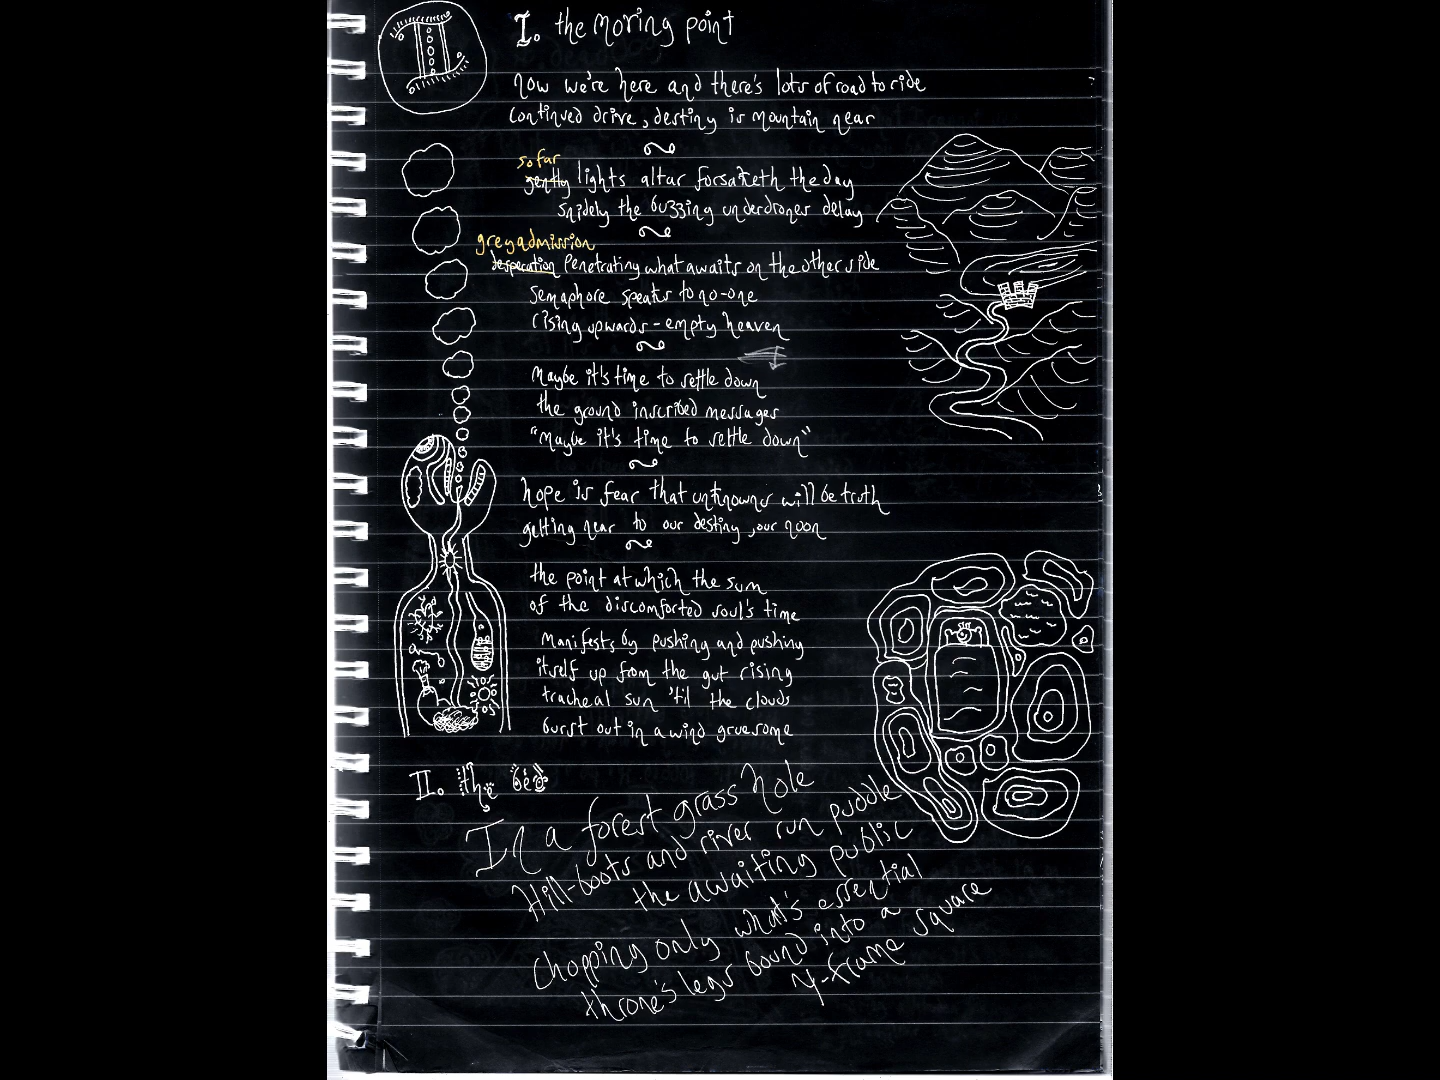 I. the moving point
now we're here and there's lots of road to ride
continued drive, destiny is mountain near
so far
gently lights altar forsaketh the day
snidely the buzzing underdrones delay
grey admission
desperation penetrating what awaits on the other side
semaphore speaks to no-one
rising upwards - empty heaven
maybe it's time to settle down
the ground inscribed messages
"maybe it's time to settle down"
hope is fear that unknowns will be truth
getting near to our destiny, our noon
the point at which the sum
of the discomforted soul's time
manifests by pushing and pushing
itself up from the gut rising
tracheal sun 'til the clouds
burst out in a wind gruesome
II. the bed
In a forest grass hole
Hill-boots and river run puddle
the awaiting public
Chopping only what's essential
throne's legs bound into a
y-frame square